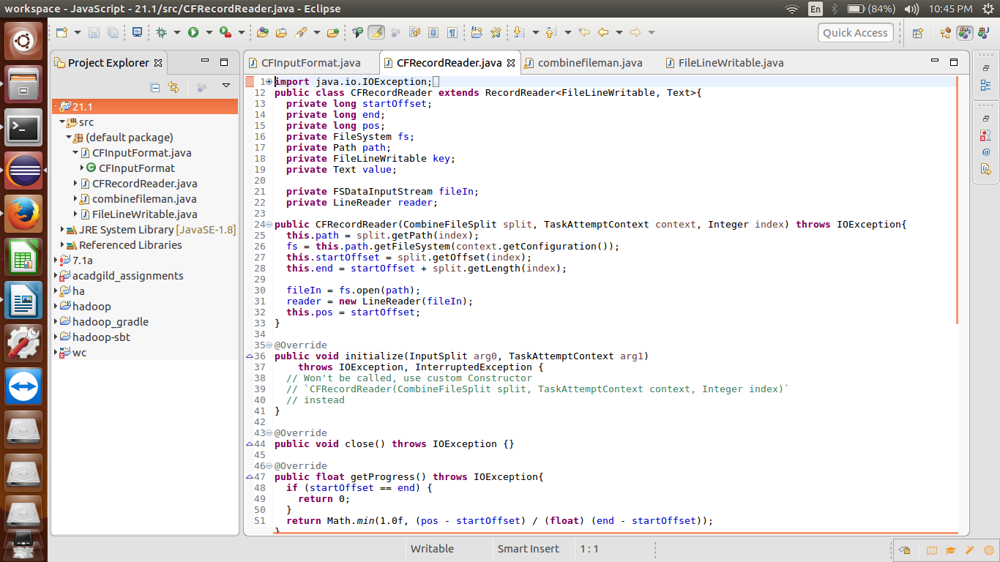 workspace - JavaScript - 21.1/src/CFRecordReader.java - Eclipse
En
(84%)
10:45 PM
Quick Access
Project Explorer
21.1
src
(default package)
CFInputFormat.java
CFInputFormat
CFRecordReader.java
combinefileman.java
FileLineWritable.java
JRE System Library [JavaSE-1.8]
Referenced Libraries
7.1a
acadgild_assignments
ha
hadoop
hadoop_gradle
hadoop-sbt
wc
CFInputFormat.java
CFRecordReader.java
combinefileman.java
FileLineWritable.java
1 import java.io.IOException;
12 public class CFRecordReader extends RecordReader<FileLineWritable, Text>{
13 private long startOffset;
14 private long end;
15 private long pos;
16 private FileSystem fs;
17 private Path path;
18 private FileLineWritable key;
19 private Text value;
20
21 private FSDataInputStream fileIn;
22 private LineReader reader;
23
24 public CFRecordReader(CombineFileSplit split, TaskAttemptContext context, Integer index) throws IOException{
25 this.path = split.getPath(index);
26 fs = this.path.getFileSystem(context.getConfiguration());
27 this.startOffset = split.getOffset(index);
28 this.end = startOffset + split.getLength(index);
29
30 fileIn = fs.open(path);
31 reader = new LineReader(fileIn);
32 this.pos = startOffset;
33 }
34
35 @Override
36 public void initialize(InputSplit arg0, TaskAttemptContext arg1)
37 throws IOException, InterruptedException {
38 // Won't be called, use custom Constructor
39 // `CFRecordReader(CombineFileSplit split, TaskAttemptContext context, Integer index)`
40 // instead
41 }
42
43 @Override
44 public void close() throws IOException {}
45
46 @Override
47 public float getProgress() throws IOException{
48 if (startOffset == end) {
49 return 0;
50 }
51 return Math.min(1.0f, (pos - startOffset) / (float) (end - startOffset));
}
Writable
Smart Insert
1 : 1